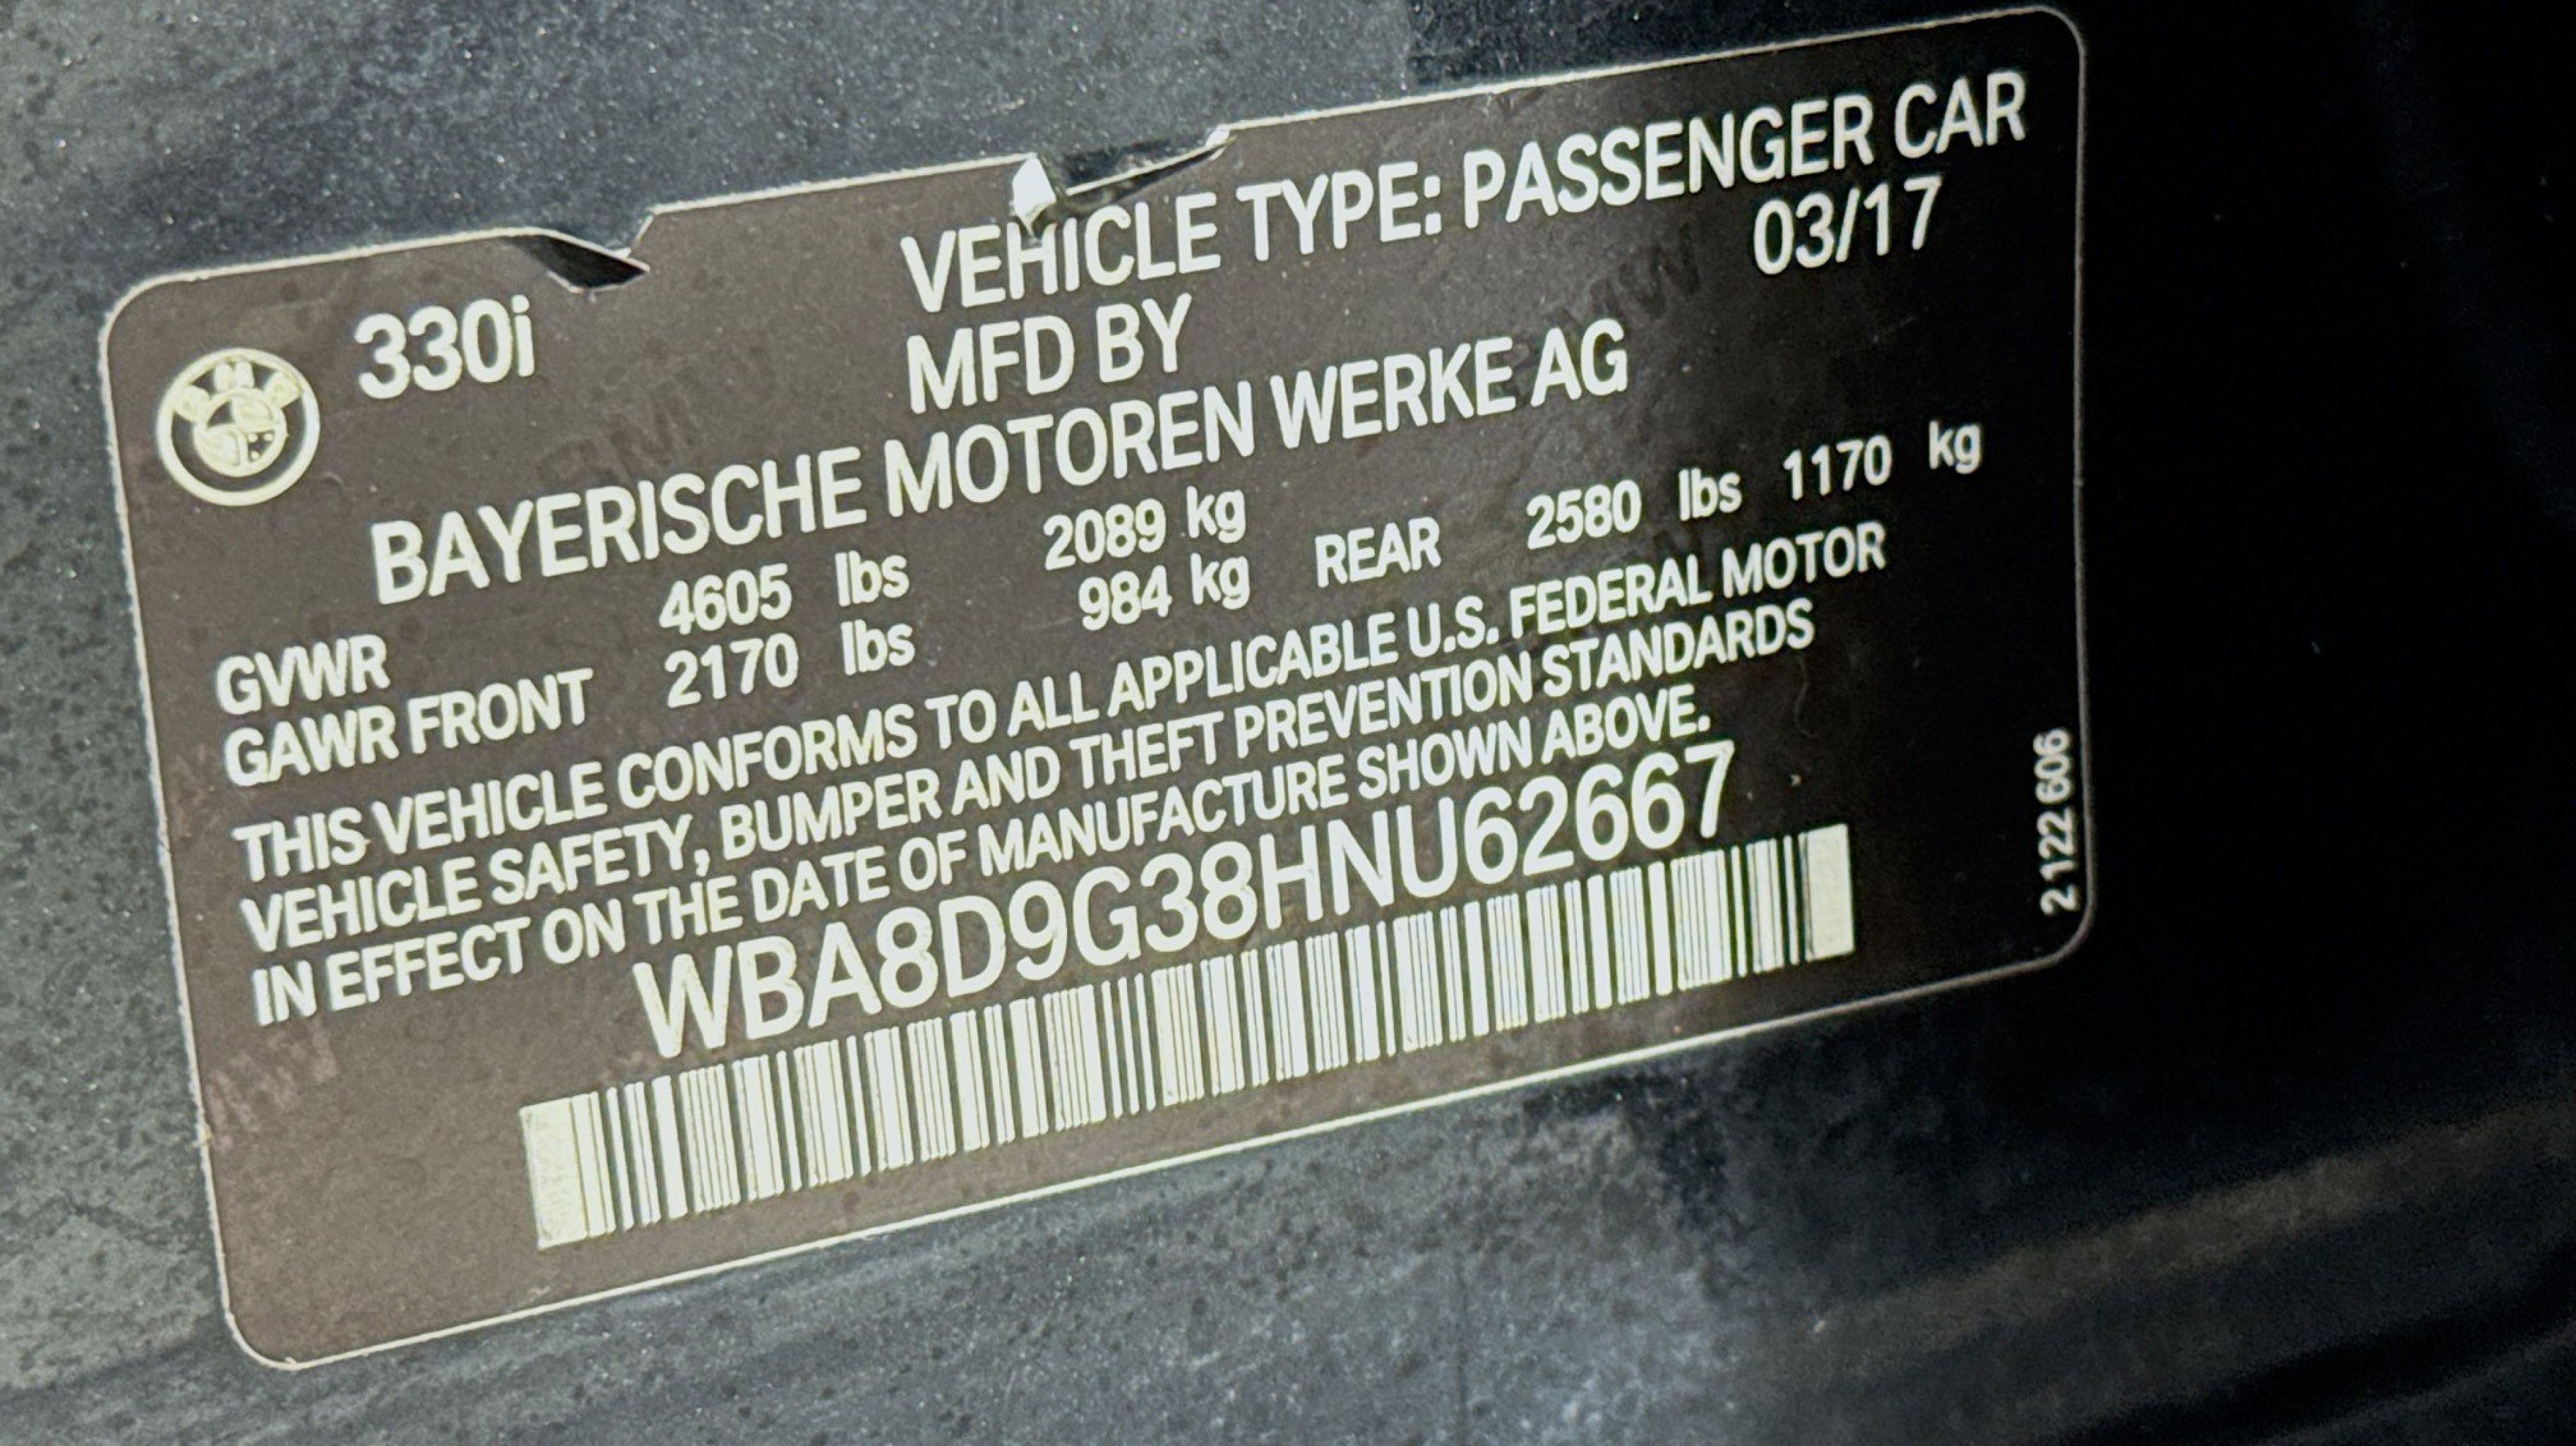 330i
VEHICLE TYPE: PASSENGER CAR
MFD BY 03/17
BAYERISCHE MOTOREN WERKE AG
GVWR 4605 lbs 2089 kg
GAWR FRONT 2170 lbs 984 kg REAR 2580 lbs 1170 kg
THIS VEHICLE CONFORMS TO ALL APPLICABLE U.S. FEDERAL MOTOR
VEHICLE SAFETY, BUMPER AND THEFT PREVENTION STANDARDS
IN EFFECT ON THE DATE OF MANUFACTURE SHOWN ABOVE.
WBA8D9G38HNU62667
2 122 606